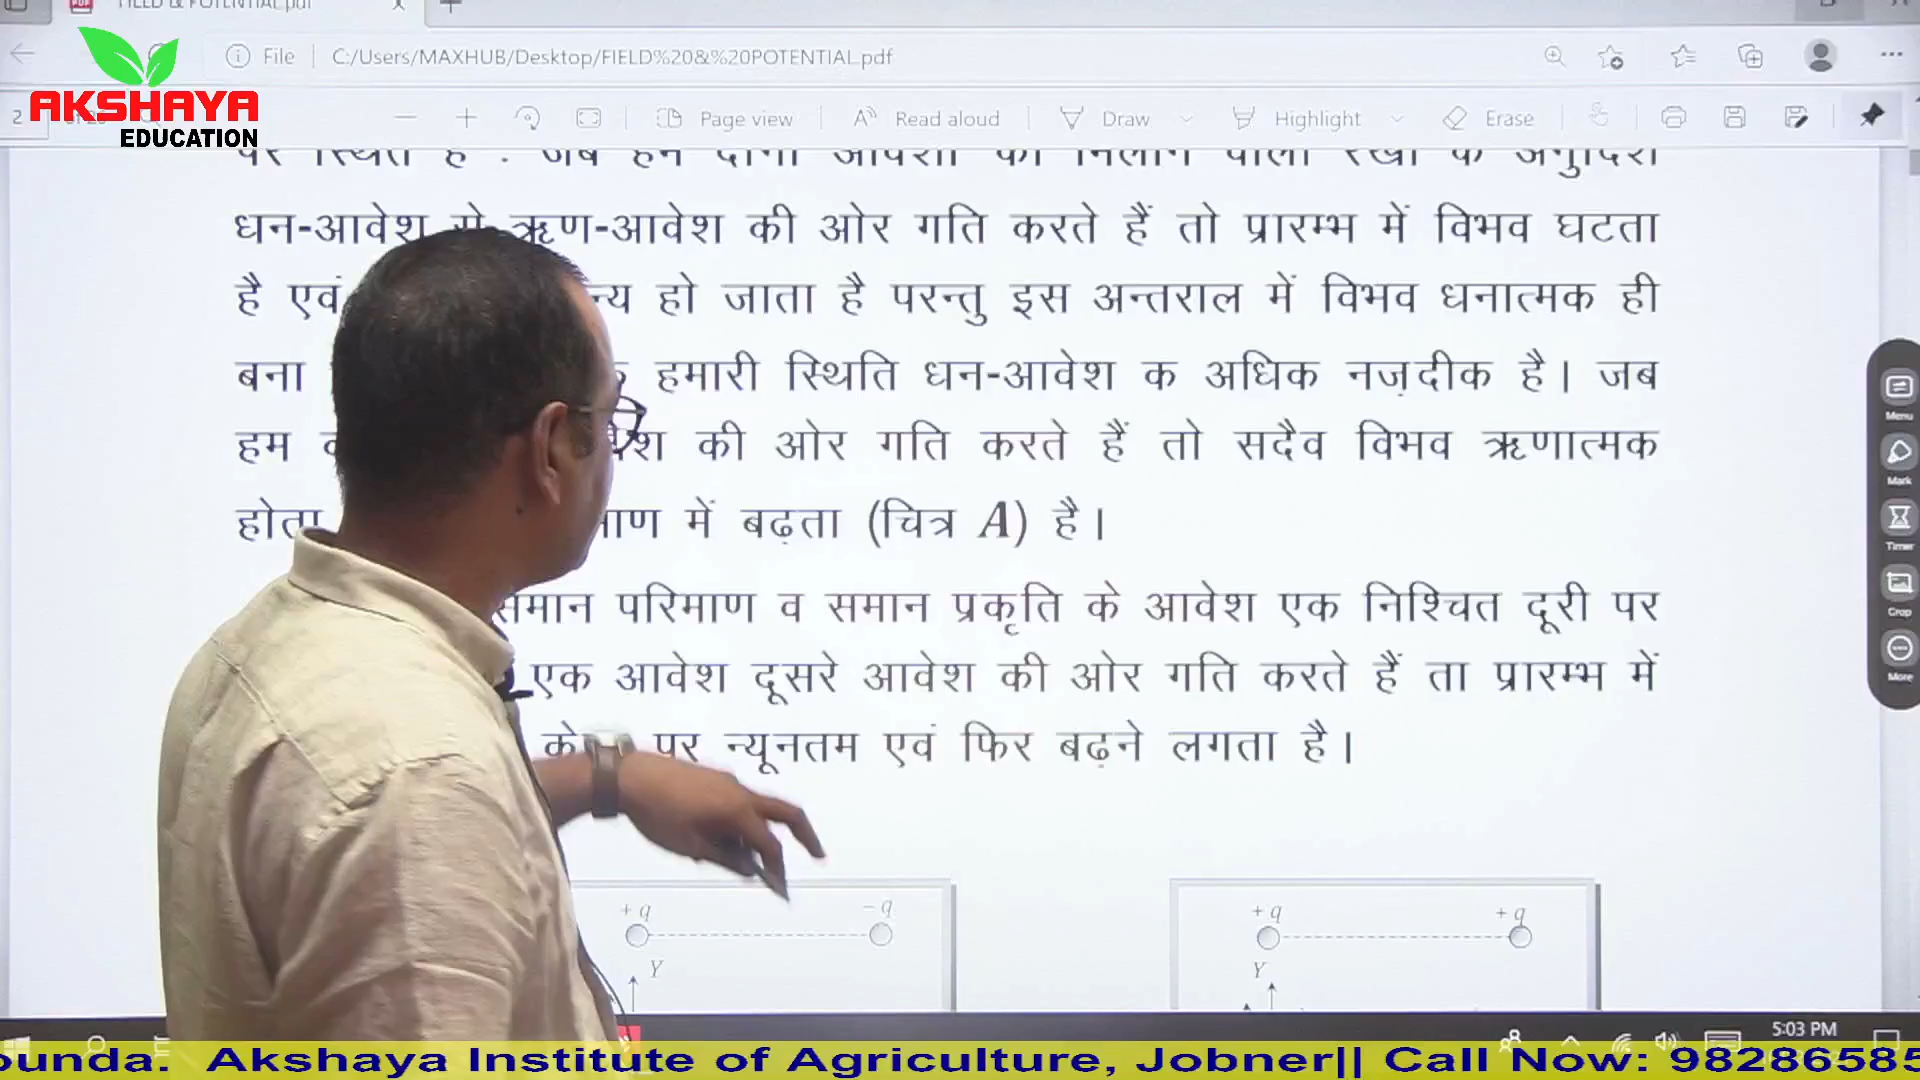 File C:/Users/MAXHUB/Desktop/FIELD%20&%20POTENTIAL.pdf
AKSHAYA
EDUCATION
2 Page view Read aloud Draw Highlight Erase
धन-आवेश से ऋण-आवेश की ओर गति करते हैं तो प्रारम्भ में विभव घटता
है एवं हो जाता है परन्तु इस अन्तराल में विभव धनात्मक ही
बना हमारी स्थिति धन-आवेश क अधिक नज़दीक है। जब
हम की ओर गति करते हैं तो सदैव विभव ऋणात्मक
में बढ़ता (चित्र A) है।
समान परिमाण व समान प्रकृति के आवेश एक निश्चित दूरी पर
एक आवेश दूसरे आवेश की ओर गति करते हैं ता प्रारम्भ में
पर न्यूनतम एवं फिर बढ़ने लगता है।
+q −q +q +q
Y Y
Menu
Mark
Timer
Crop
More
5:03 PM
ounda. Akshaya Institute of Agriculture, Jobner|| Call Now: 98286585